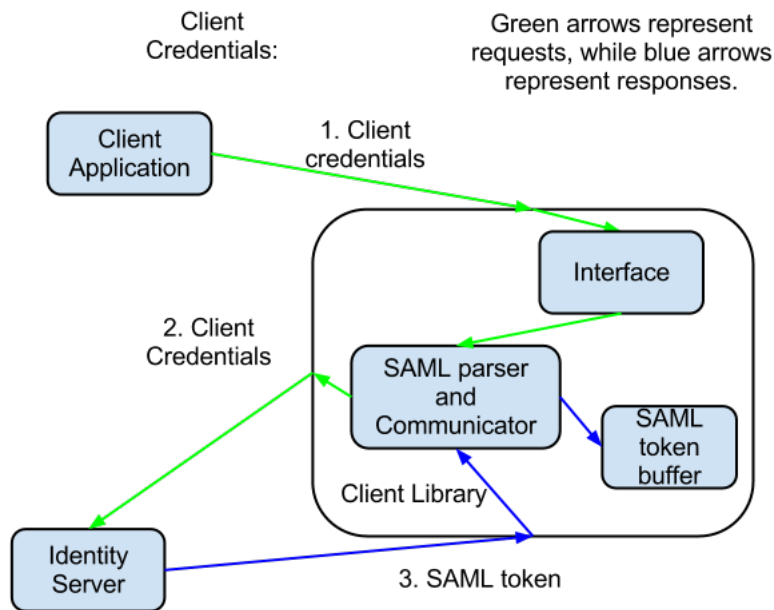 Client
Credentials:
Green arrows represent
requests, while blue arrows
represent responses.
1. Client
credentials
Client
Application
Interface
2. Client
Credentials
SAML parser
and
Communicator
SAML
token
buffer
Client Library
Identity
Server
3. SAML token